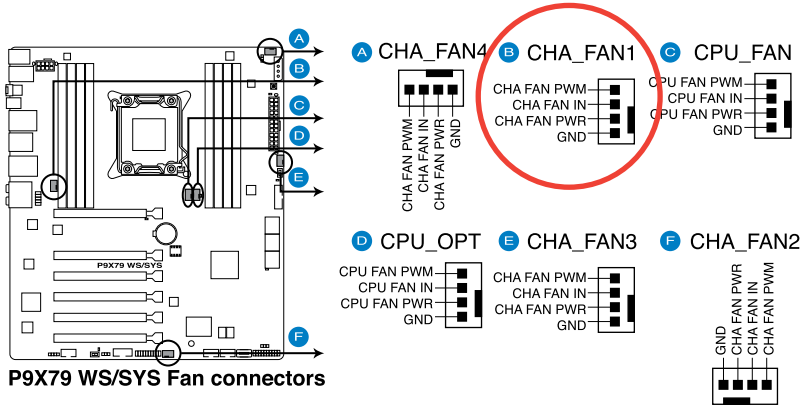 A
B
C
D
E
F
P9X79 WS/SYS
P9X79 WS/SYS Fan connectors
A CHA_FAN4
CHA FAN PWM
CHA FAN IN
CHA FAN PWR
GND
B CHA_FAN1
CHA FAN PWM
CHA FAN IN
CHA FAN PWR
GND
C CPU_FAN
CPU FAN PWM
CPU FAN IN
CPU FAN PWR
GND
D CPU_OPT
CPU FAN PWM
CPU FAN IN
CPU FAN PWR
GND
E CHA_FAN3
CHA FAN PWM
CHA FAN IN
CHA FAN PWR
GND
F CHA_FAN2
GND
CHA FAN PWR
CHA FAN IN
CHA FAN PWM